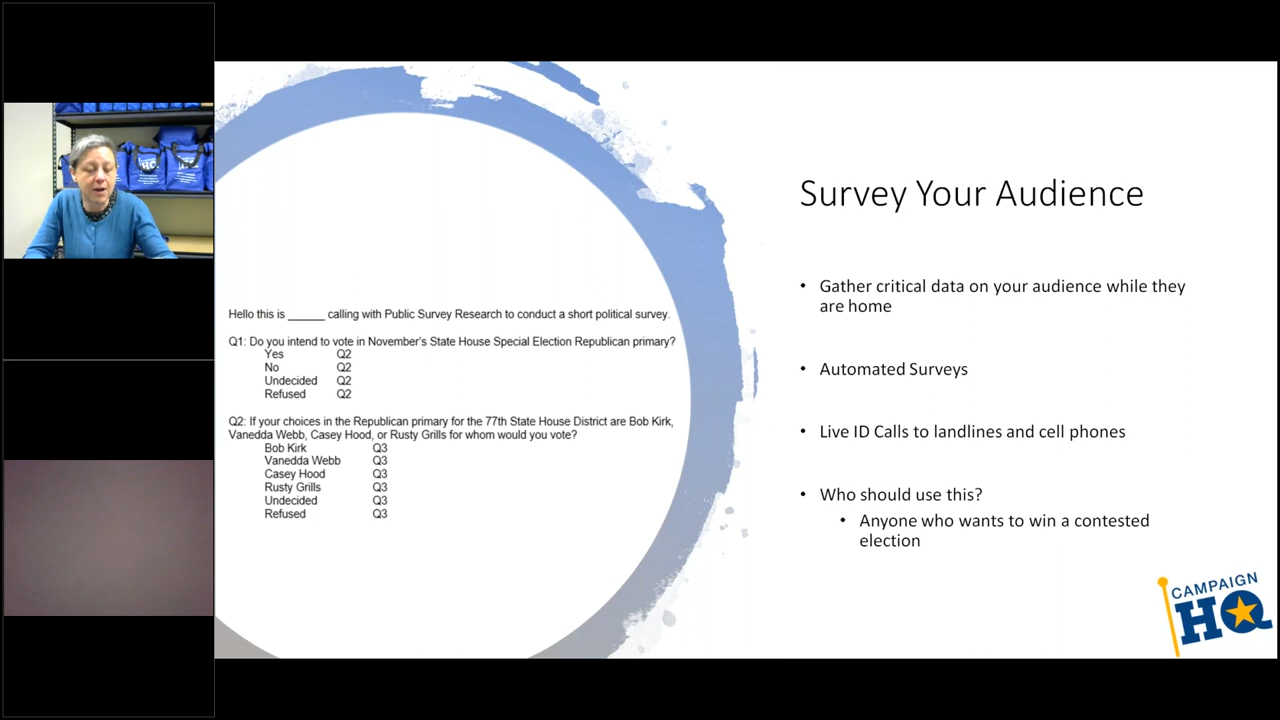 HQ
Hello this is ______ calling with Public Survey Research to conduct a short political survey.
Q1: Do you intend to vote in November's State House Special Election Republican primary?
Yes Q2
No Q2
Undecided Q2
Refused Q2
Q2: If your choices in the Republican primary for the 77th State House District are Bob Kirk,
Vanedda Webb, Casey Hood, or Rusty Grills for whom would you vote?
Bob Kirk Q3
Vanedda Webb Q3
Casey Hood Q3
Rusty Grills Q3
Undecided Q3
Refused Q3
Survey Your Audience
• Gather critical data on your audience while they
are home
• Automated Surveys
• Live ID Calls to landlines and cell phones
• Who should use this?
• Anyone who wants to win a contested
election
CAMPAIGN
HQ